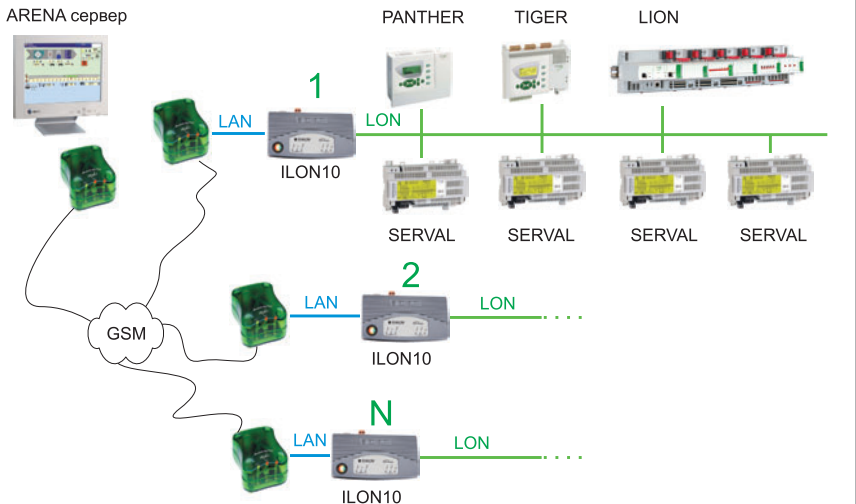 ARENA сервер
PANTHER
TIGER
LION
1
LAN
LON
ILON10
SERVAL
SERVAL
SERVAL
SERVAL
2
LAN
LON
ILON10
GSM
N
LAN
LON
ILON10